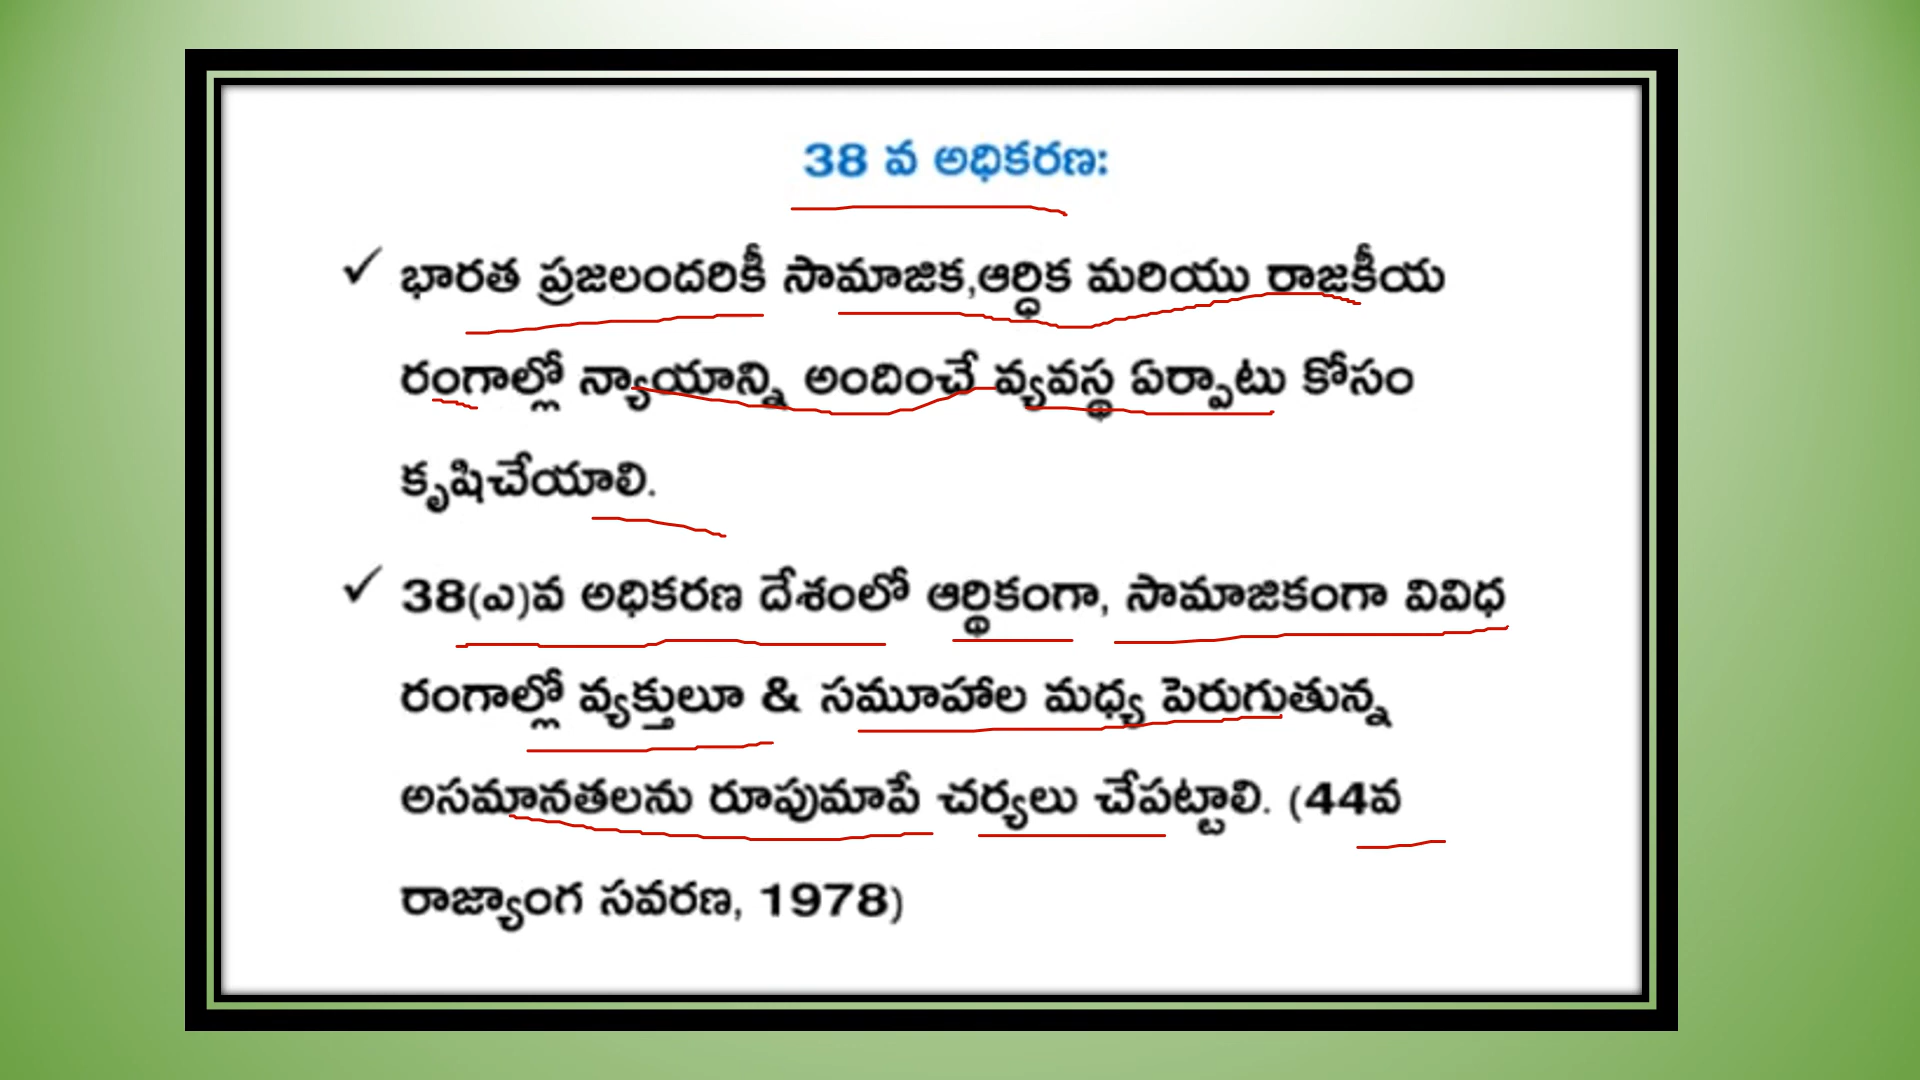 38 వ అధికరణ:
✓ భారత ప్రజలందరికీ సామాజిక,ఆర్ధిక మరియు రాజకీయ
రంగాల్లో న్యాయాన్ని అందించే వ్యవస్థ ఏర్పాటు కోసం
కృషిచేయాలి.
✓ 38(ఎ)వ అధికరణ దేశంలో ఆర్థికంగా, సామాజికంగా వివిధ
రంగాల్లో వ్యక్తులూ & సమూహాల మధ్య పెరుగుతున్న
అసమానతలను రూపుమాపే చర్యలు చేపట్టాలి. (44వ
రాజ్యాంగ సవరణ, 1978)